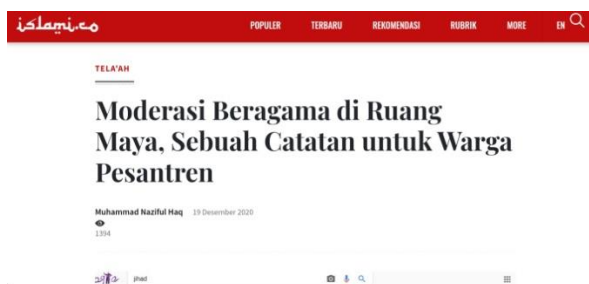 islami.co POPULER TERBARU REKOMENDASI RUBRIK MORE EN
TELA'AH
Moderasi Beragama di Ruang
Maya, Sebuah Catatan untuk Warga
Pesantren
Muhammad Naziful Haq 19 Desember 2020
1394
jihad